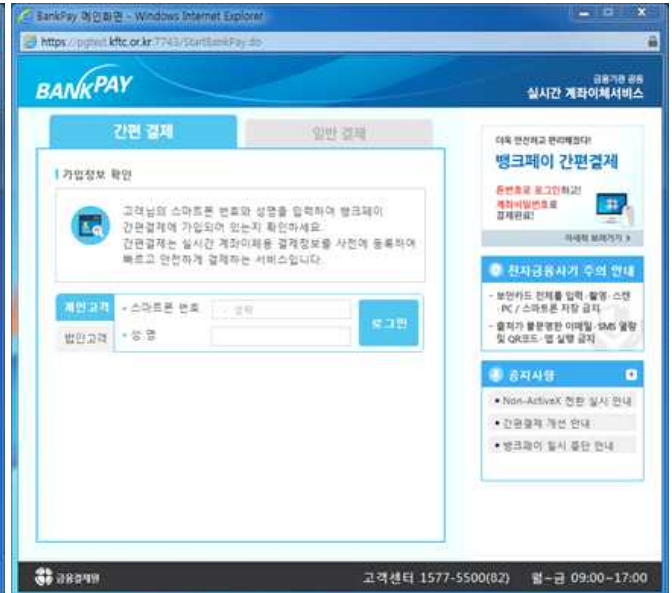 BankPay 메인화면 - Windows Internet Explorer
https://pgtest.kftc.or.kr:7743/StartBankPay.do
BANKPAY
금융기관 공동
실시간 계좌이체서비스
간편 결제
일반 결제
가입정보 확인
고객님의 스마트폰 번호와 성명을 입력하여 뱅크페이
간편결제에 가입되어 있는지 확인하세요.
간편결제는 실시간 계좌이체용 결제정보를 사전에 등록하여
빠르고 안전하게 결제하는 서비스입니다.
개인고객
법인고객
스마트폰 번호
- 생략
성 명
로그인
더욱 안전하고 편리해졌다!
뱅크페이 간편결제
폰번호로 로그인하고!
계좌비밀번호로
결제완료!
자세히 보러가기 >
전자금융사기 주의 안내
- 보안카드 전체를 입력·촬영·스캔
· PC / 스마트폰 저장 금지
- 출처가 불분명한 이메일·SMS 열람
및 QR코드·앱 실행 금지
공지사항
• Non-ActiveX 전환 실시 안내
• 간편결제 개선 안내
• 뱅크페이 일시 중단 안내
금융결제원
고객센터 1577-5500(82) 월~금 09:00~17:00